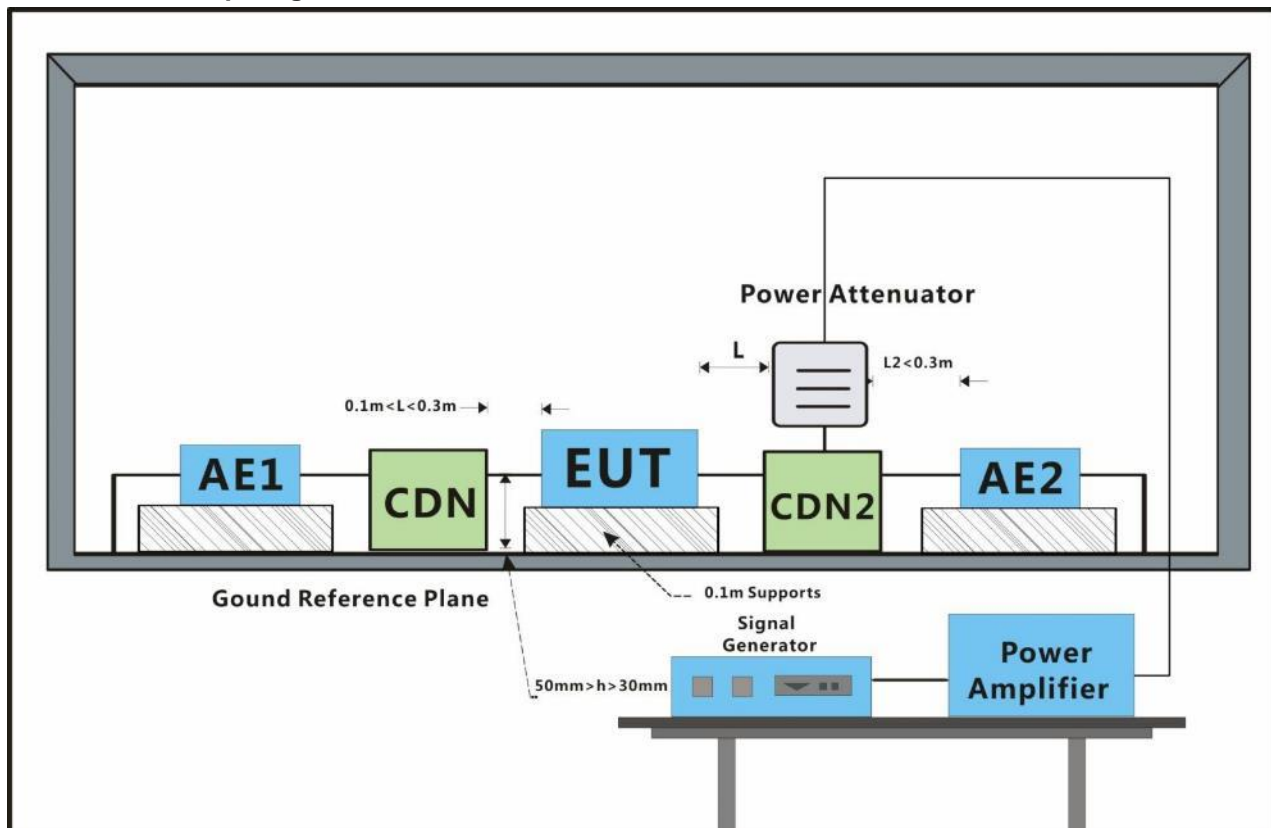 Power Attenuator
L
L2<0.3m
0.1m<L<0.3m
AE1
CDN
EUT
CDN2
AE2
Gound Reference Plane
0.1m Supports
Signal
Generator
50mm>h>30mm
Power
Amplifier